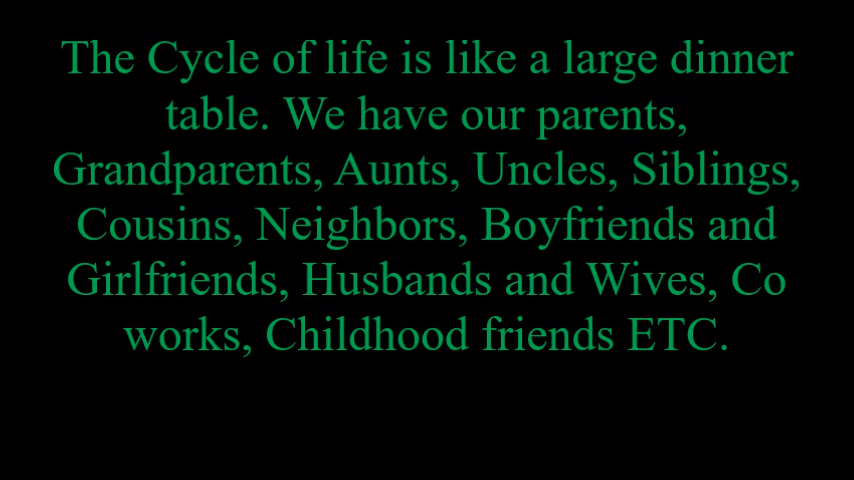 The Cycle of life is like a large dinner
table. We have our parents,
Grandparents, Aunts, Uncles, Siblings,
Cousins, Neighbors, Boyfriends and
Girlfriends, Husbands and Wives, Co
works, Childhood friends ETC.